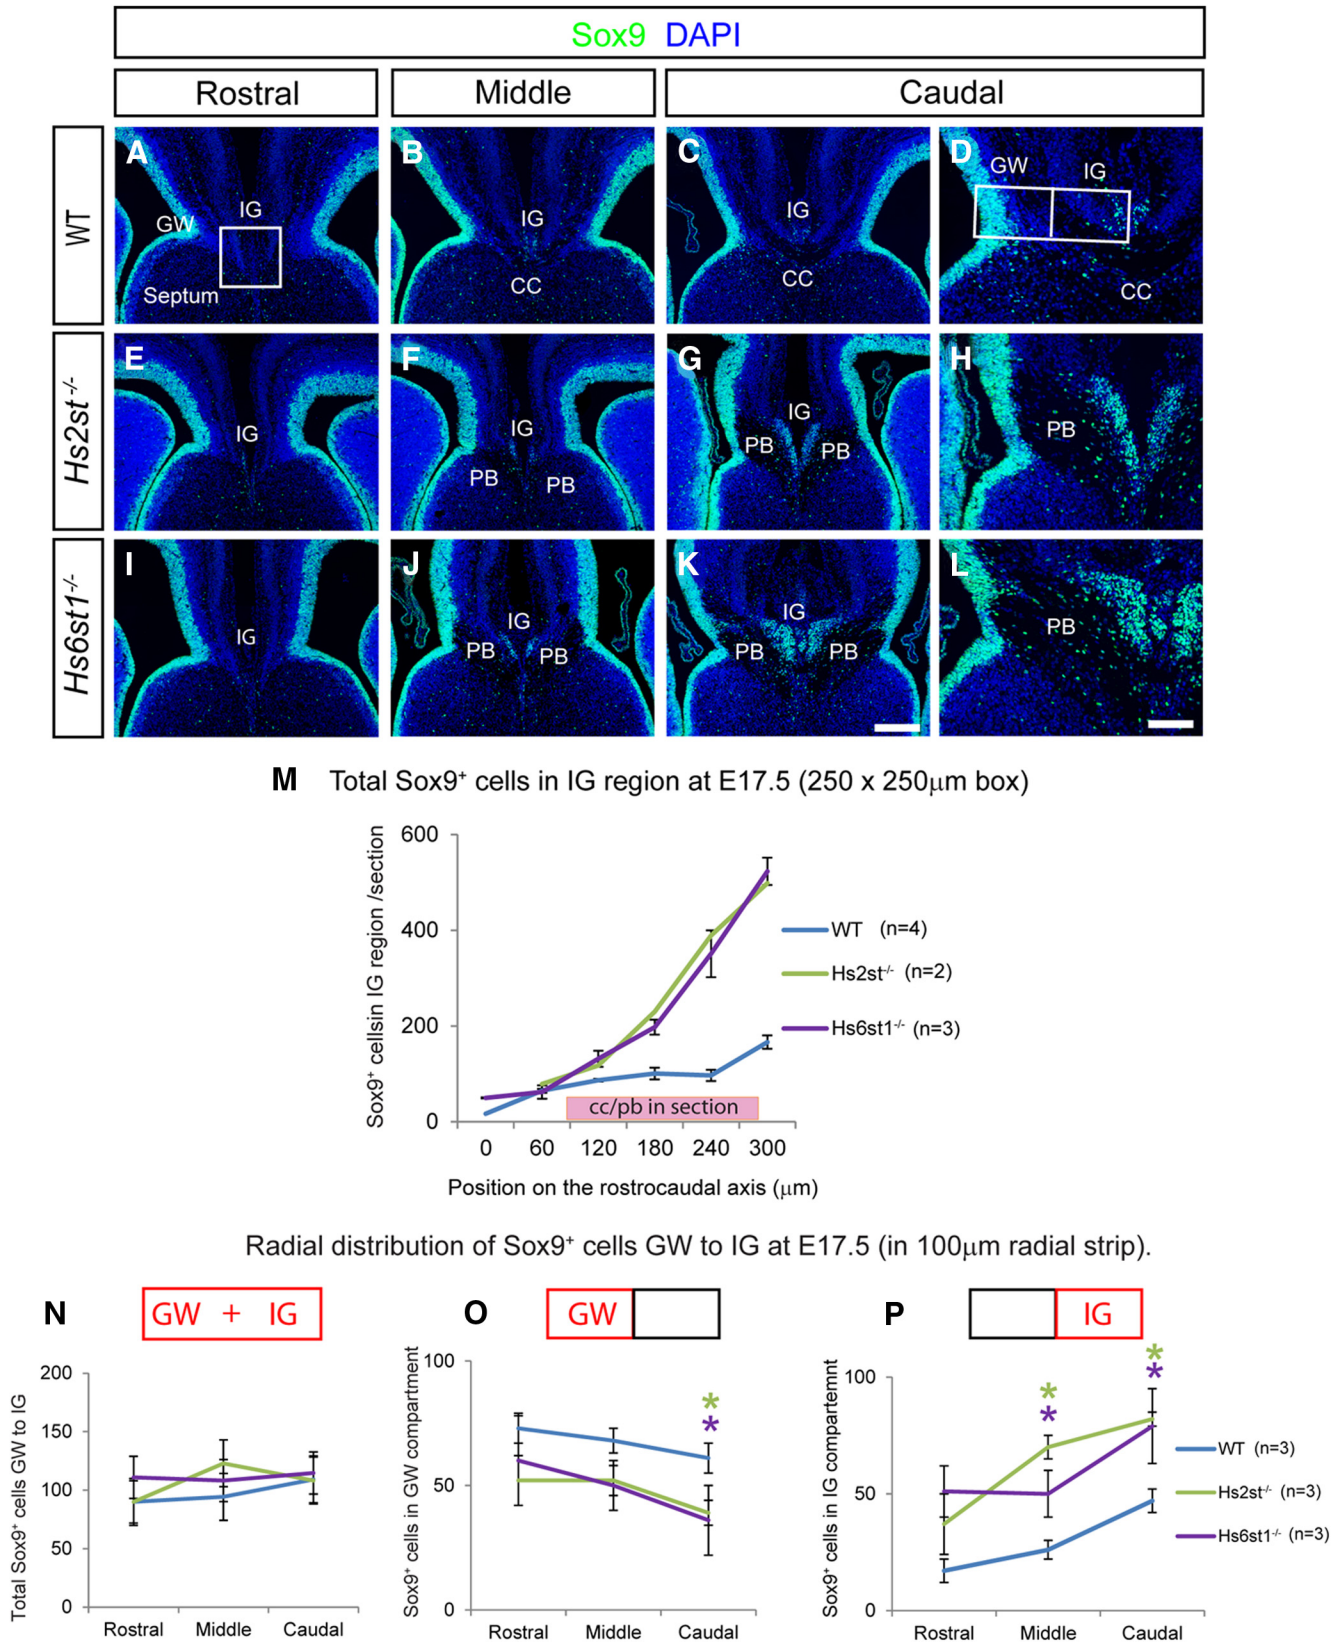 Sox9 DAPI
Rostral Middle Caudal
WT
A GW IG Septum
B IG CC
C IG CC
D GW IG CC
Hs2st-/-
E IG
F IG PB PB
G IG PB PB
H PB
Hs6st1-/-
I IG
J IG PB PB
K IG PB PB
L PB
M Total Sox9+ cells in IG region at E17.5 (250 x 250μm box)
Sox9+ cellsin IG region /section
600
400
200
0
WT (n=4)
Hs2st-/- (n=2)
Hs6st1-/- (n=3)
cc/pb in section
0 60 120 180 240 300
Position on the rostrocaudal axis (μm)
Radial distribution of Sox9+ cells GW to IG at E17.5 (in 100μm radial strip).
N GW + IG
Total Sox9+ cells GW to IG
200
150
100
50
0
Rostral Middle Caudal
O GW
Sox9+ cells in GW compartment
100
50
0
* *
Rostral Middle Caudal
P IG
Sox9+ cells in IG compartemnt
100
50
0
* * * *
Rostral Middle Caudal
WT (n=3)
Hs2st-/- (n=3)
Hs6st1-/- (n=3)